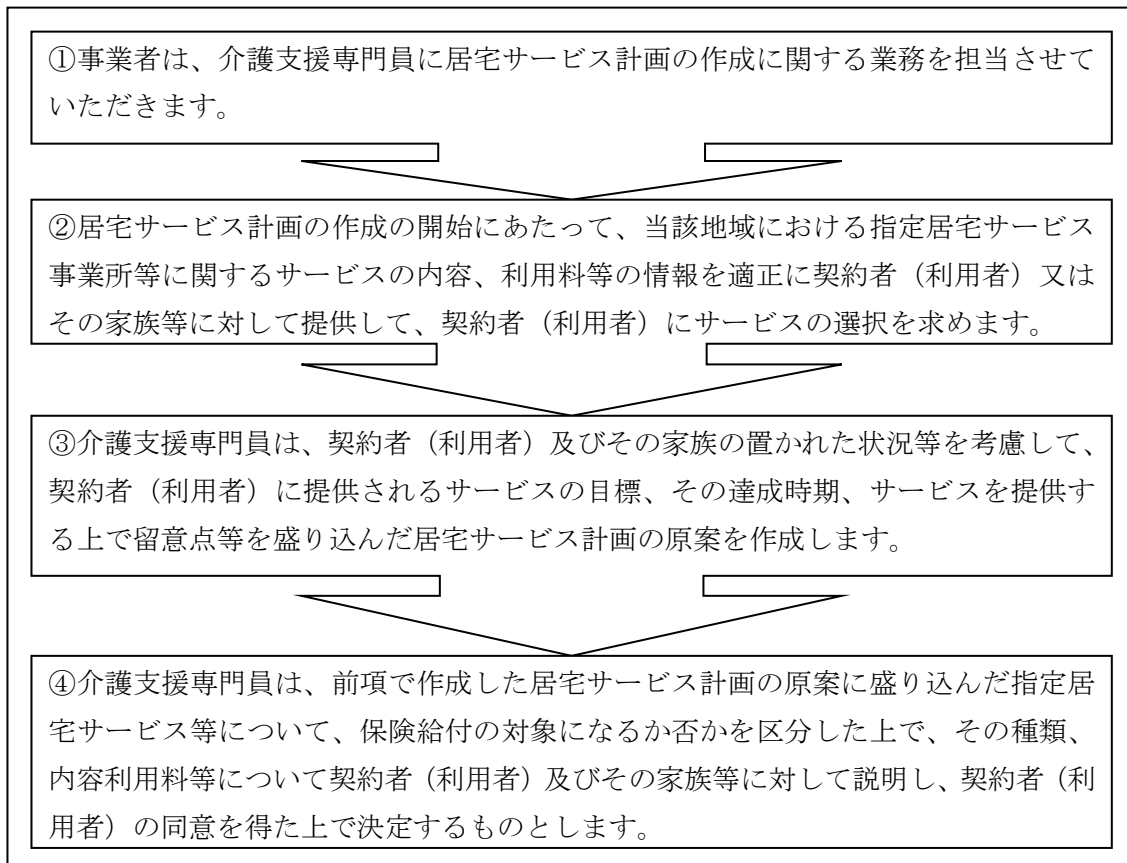 ①事業者は、介護支援専門員に居宅サービス計画の作成に関する業務を担当させて
いただきます。
②居宅サービス計画の作成の開始にあたって、当該地域における指定居宅サービス
事業所等に関するサービスの内容、利用料等の情報を適正に契約者（利用者）又は
その家族等に対して提供して、契約者（利用者）にサービスの選択を求めます。
③介護支援専門員は、契約者（利用者）及びその家族の置かれた状況等を考慮して、
契約者（利用者）に提供されるサービスの目標、その達成時期、サービスを提供す
る上で留意点等を盛り込んだ居宅サービス計画の原案を作成します。
④介護支援専門員は、前項で作成した居宅サービス計画の原案に盛り込んだ指定居
宅サービス等について、保険給付の対象になるか否かを区分した上で、その種類、
内容利用料等について契約者（利用者）及びその家族等に対して説明し、契約者（利
用者）の同意を得た上で決定するものとします。